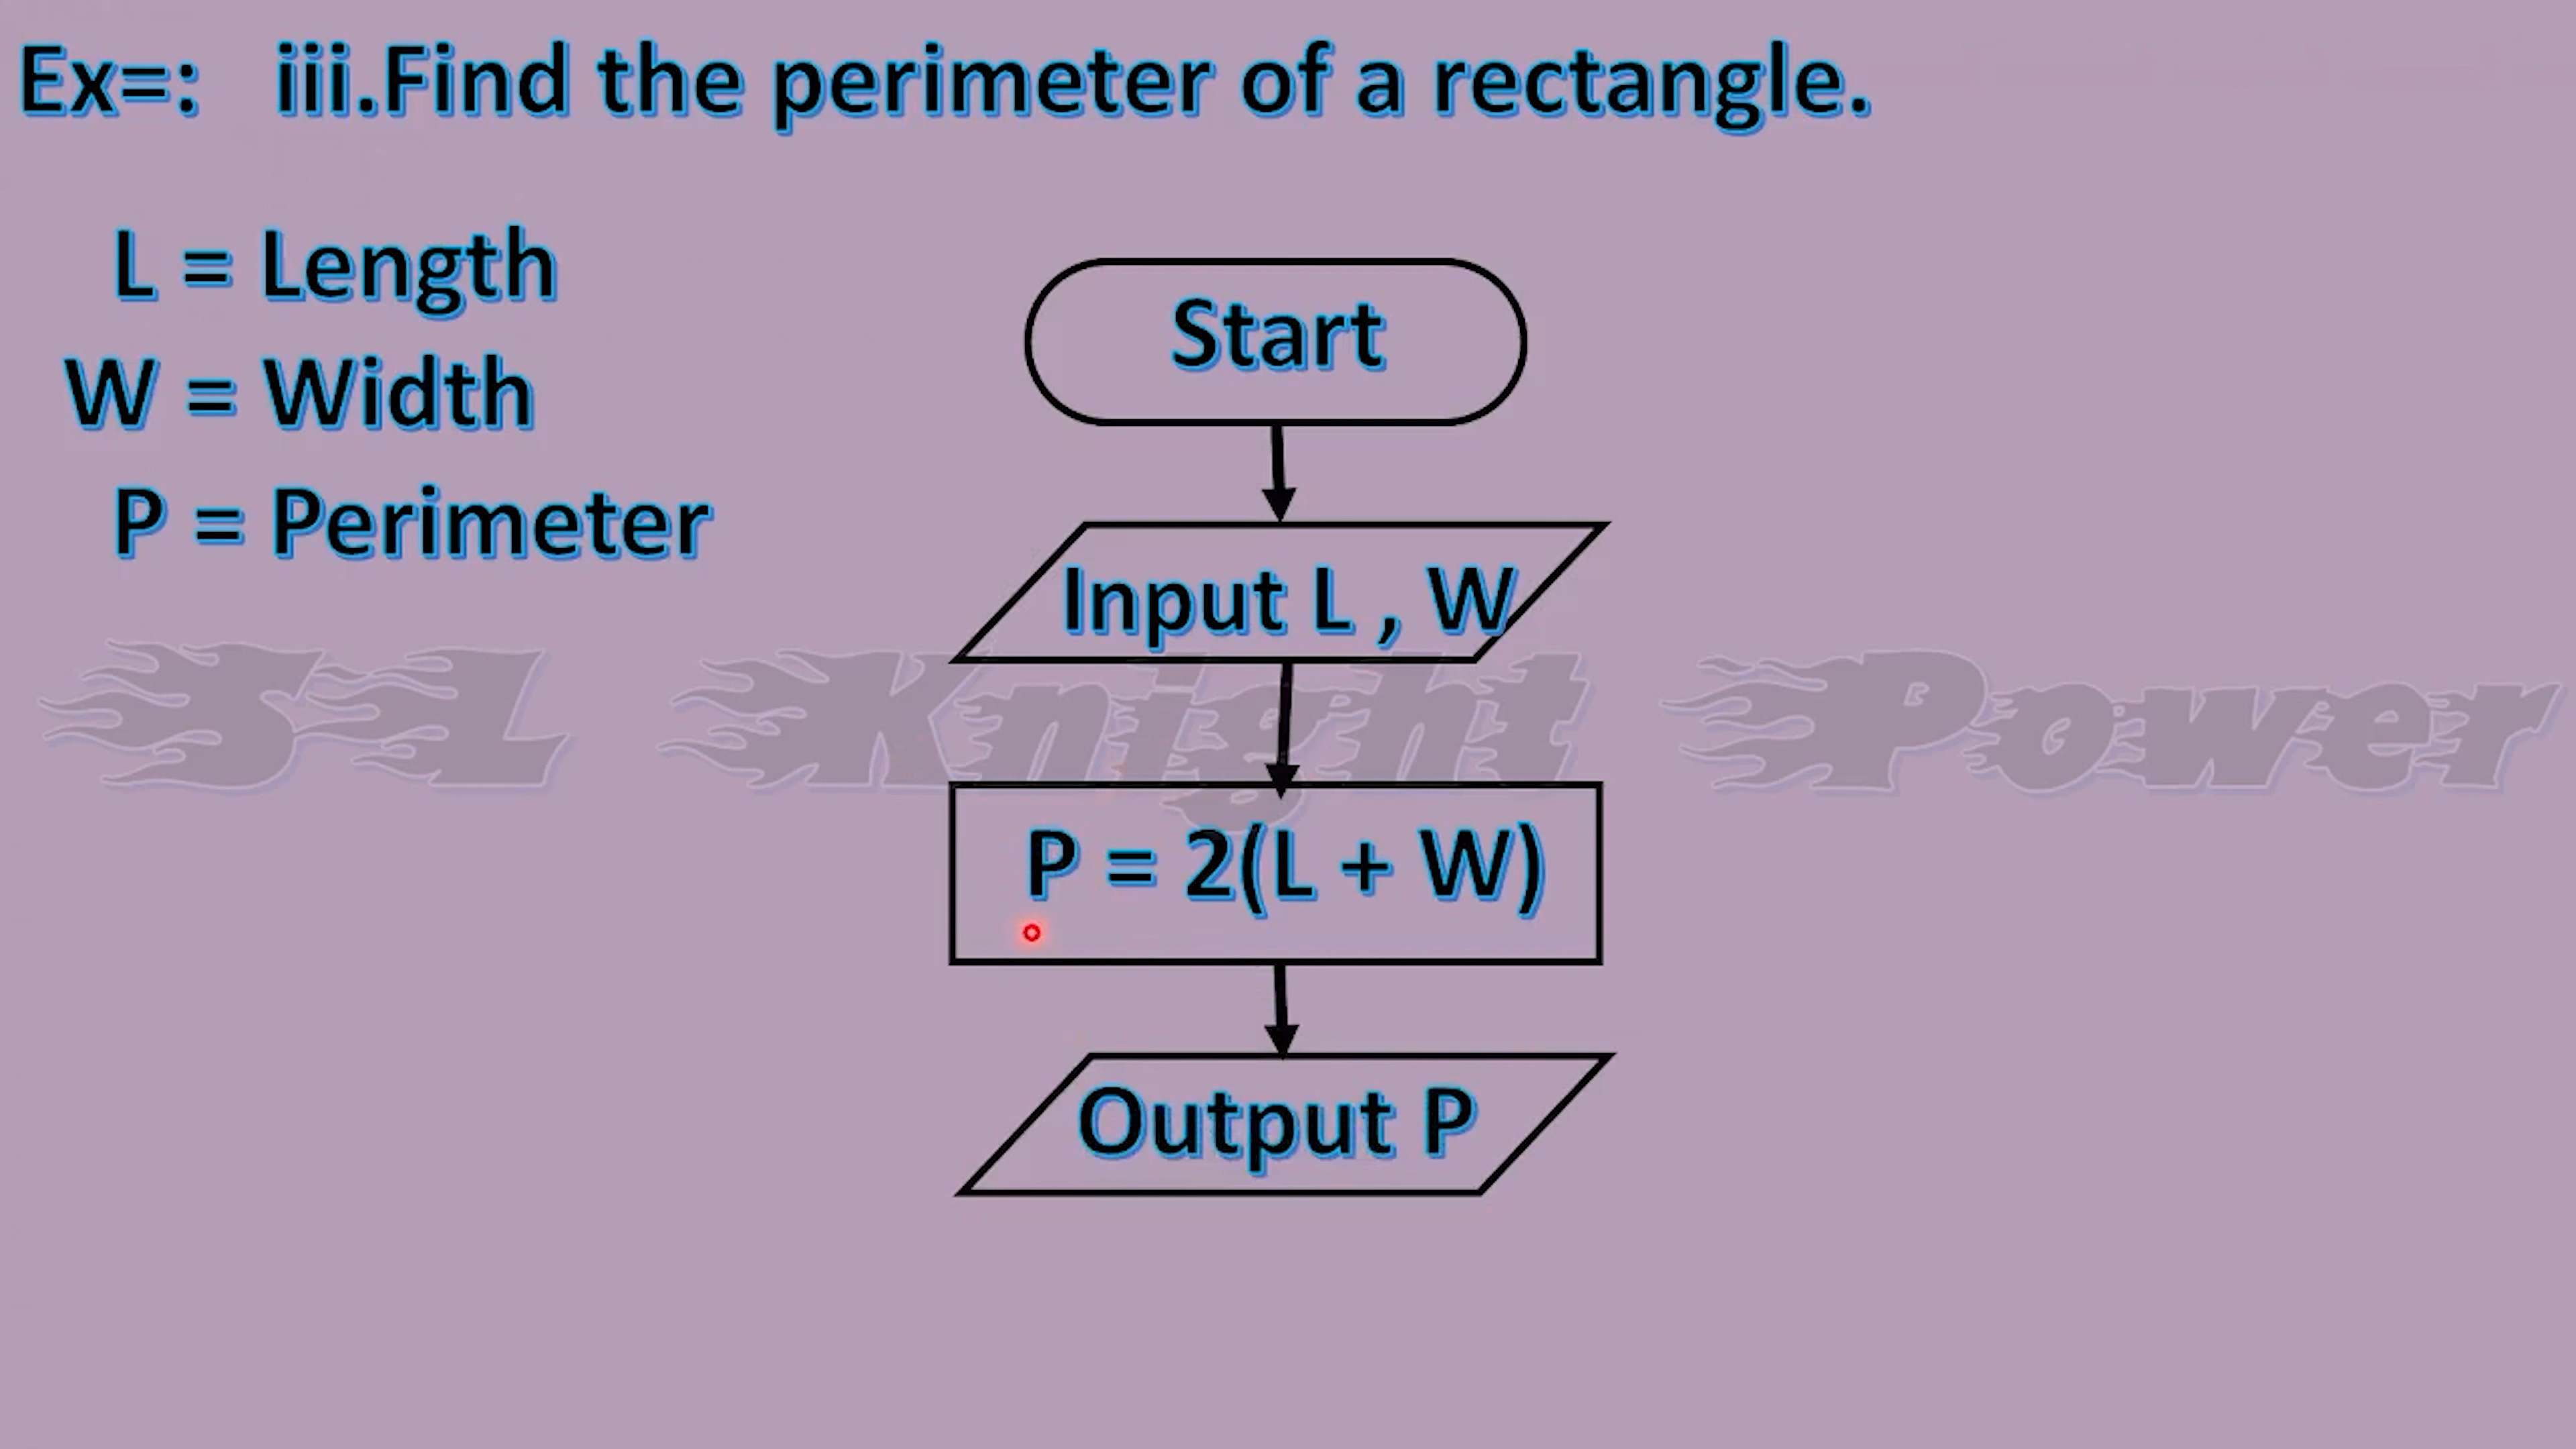 Ex=: iii.Find the perimeter of a rectangle.
L = Length
W = Width
P = Perimeter
Start
Input L , W
SL Knight Power
P = 2(L + W)
Output P